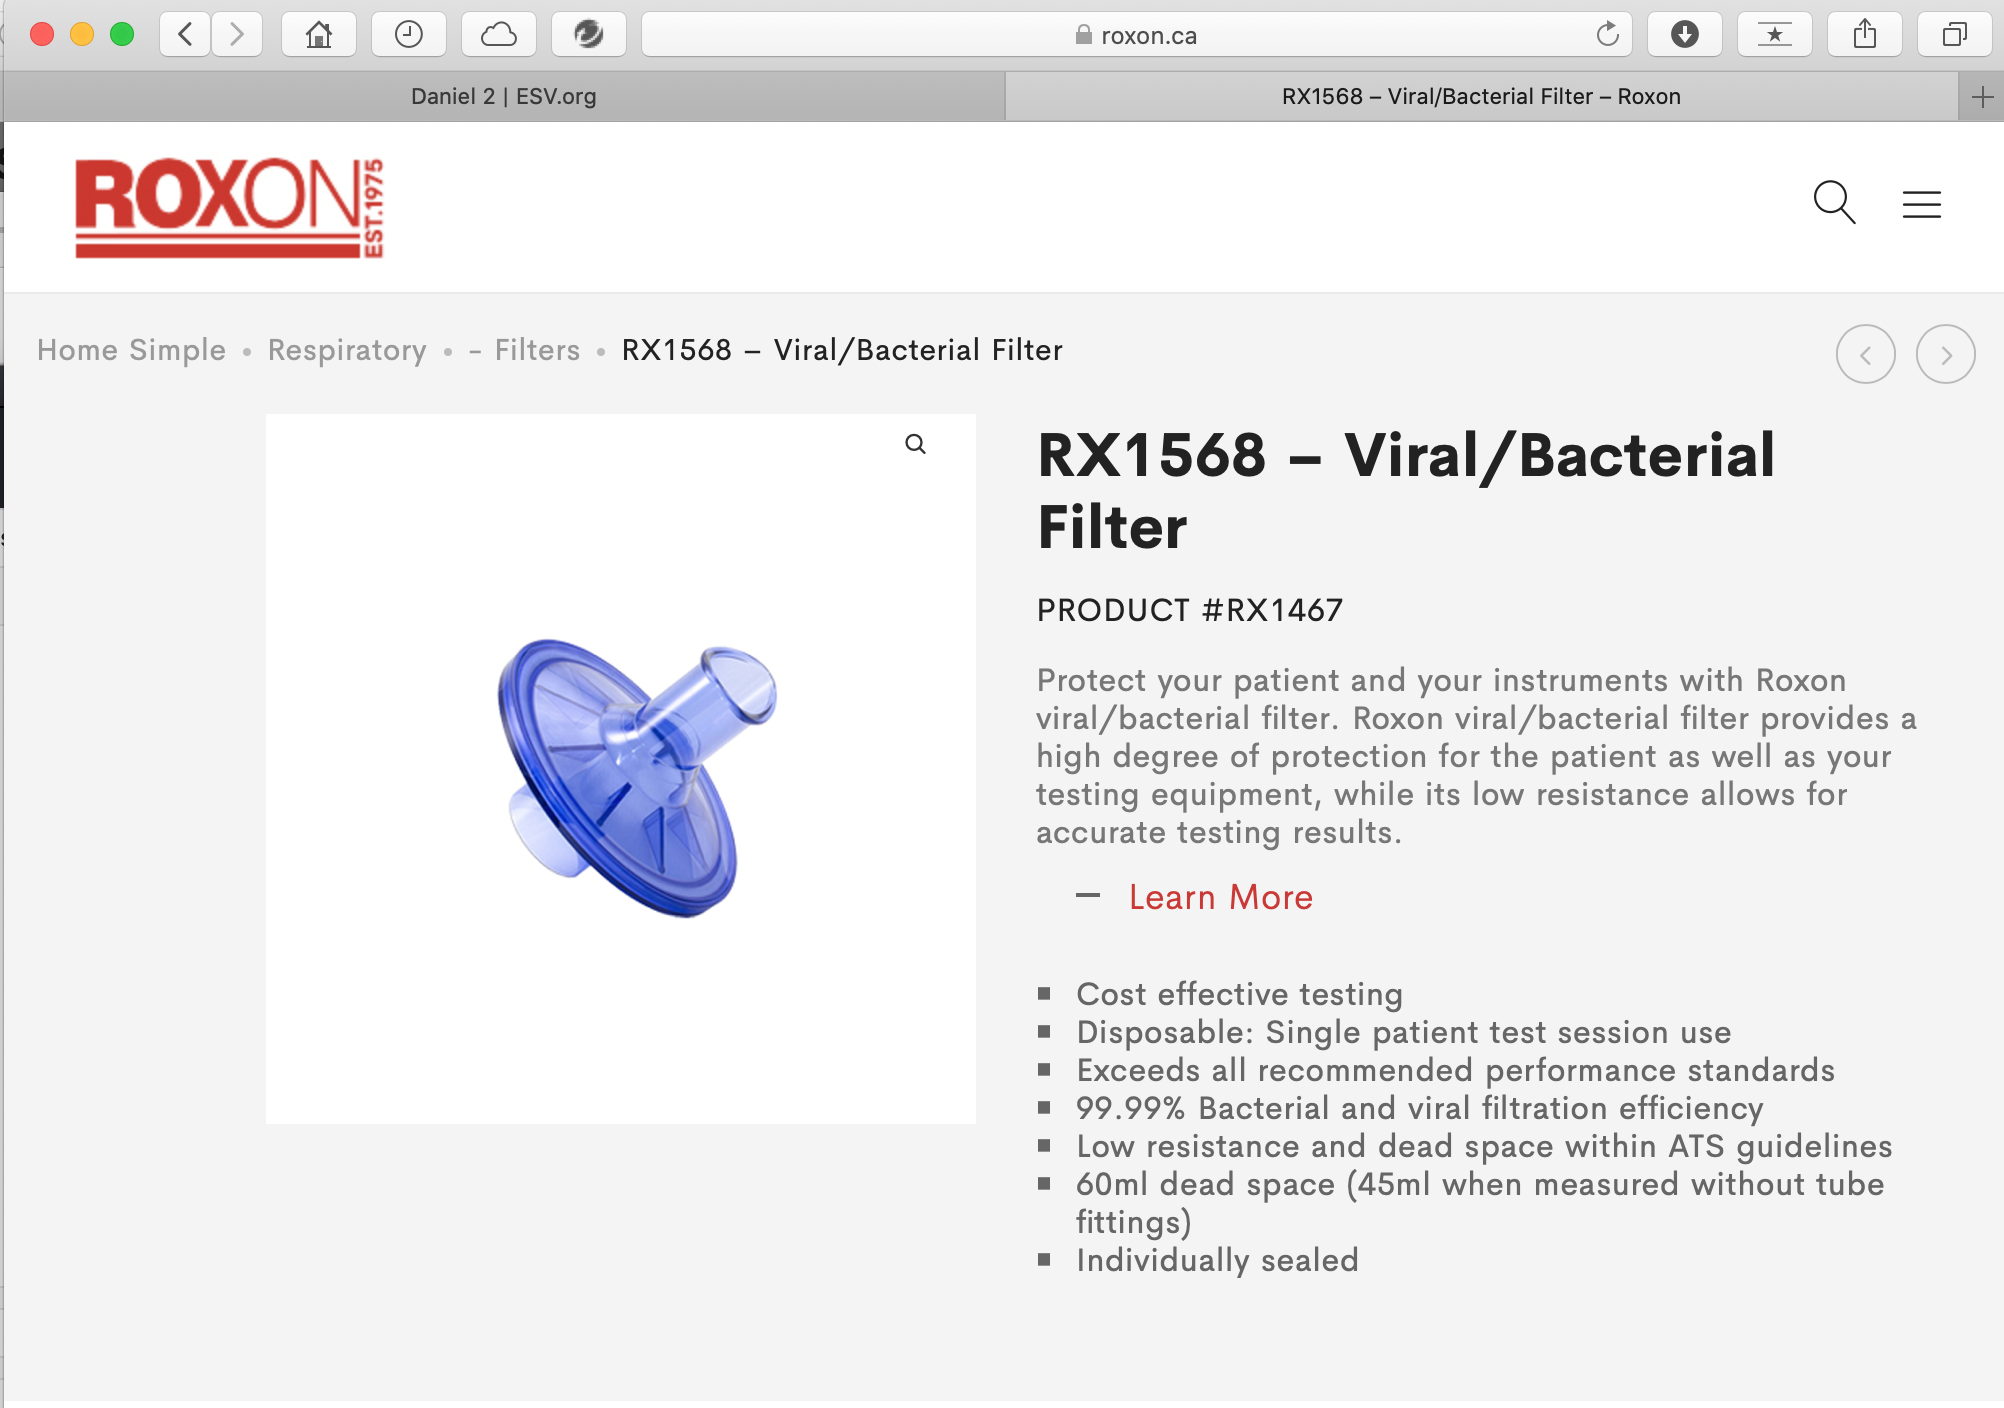 roxon.ca
Daniel 2 | ESV.org
RX1568 – Viral/Bacterial Filter – Roxon
ROXON
EST.1975
Home Simple • Respiratory • - Filters • RX1568 – Viral/Bacterial Filter
RX1568 – Viral/Bacterial
Filter
PRODUCT #RX1467
Protect your patient and your instruments with Roxon
viral/bacterial filter. Roxon viral/bacterial filter provides a
high degree of protection for the patient as well as your
testing equipment, while its low resistance allows for
accurate testing results.
— Learn More
▪ Cost effective testing
▪ Disposable: Single patient test session use
▪ Exceeds all recommended performance standards
▪ 99.99% Bacterial and viral filtration efficiency
▪ Low resistance and dead space within ATS guidelines
▪ 60ml dead space (45ml when measured without tube
fittings)
▪ Individually sealed